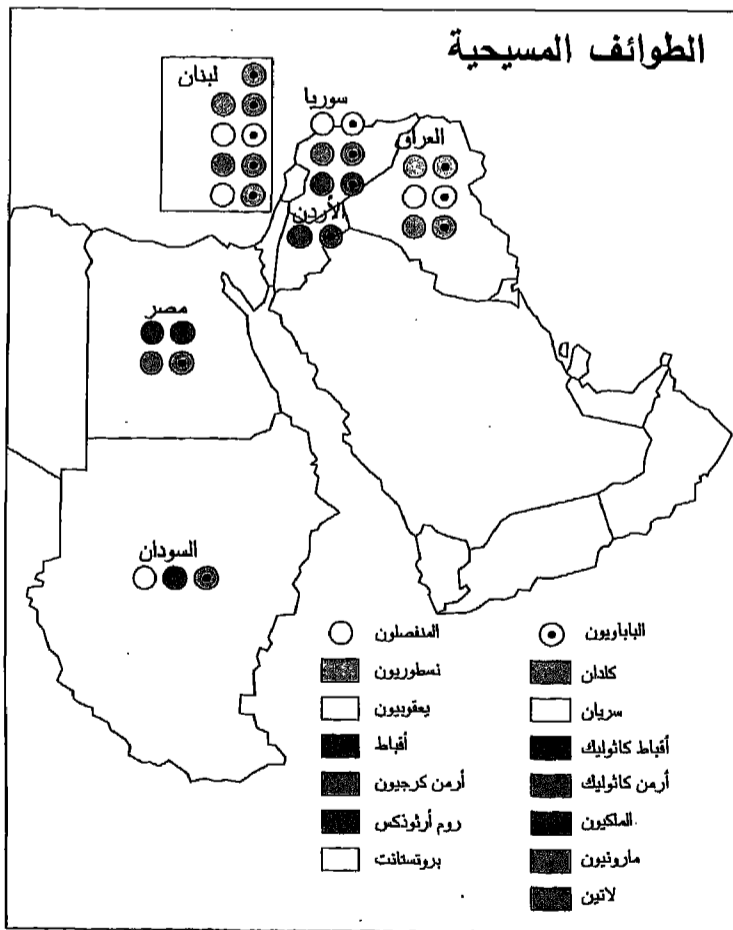 الطوائف المسيحية
لبنان
سوريا
العراق
الأردن
مصر
السودان
الباباويون
المنفصلون
كلدان
نسطوريون
سريان
يعقوبيون
أقباط كاثوليك
أقباط
أرمن كاثوليك
أرمن كرجيون
الملكيون
روم أرثوذكس
مارونيون
بروتستانت
لاتين